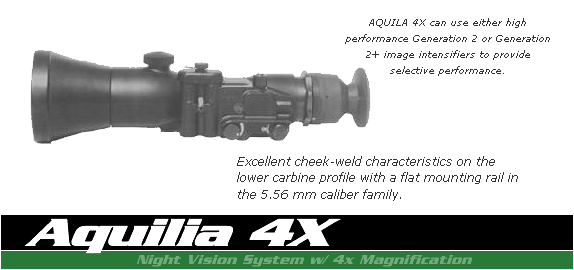 AQUILA 4X can use either high
performance Generation 2 or Generation
2+ image intensifiers to provide
selective performance.
Excellent cheek-weld characteristics on the
lower carbine profile with a flat mounting rail in
the 5.56 mm caliber family.
Aquilia 4X
Night Vision System w/ 4x Magnification